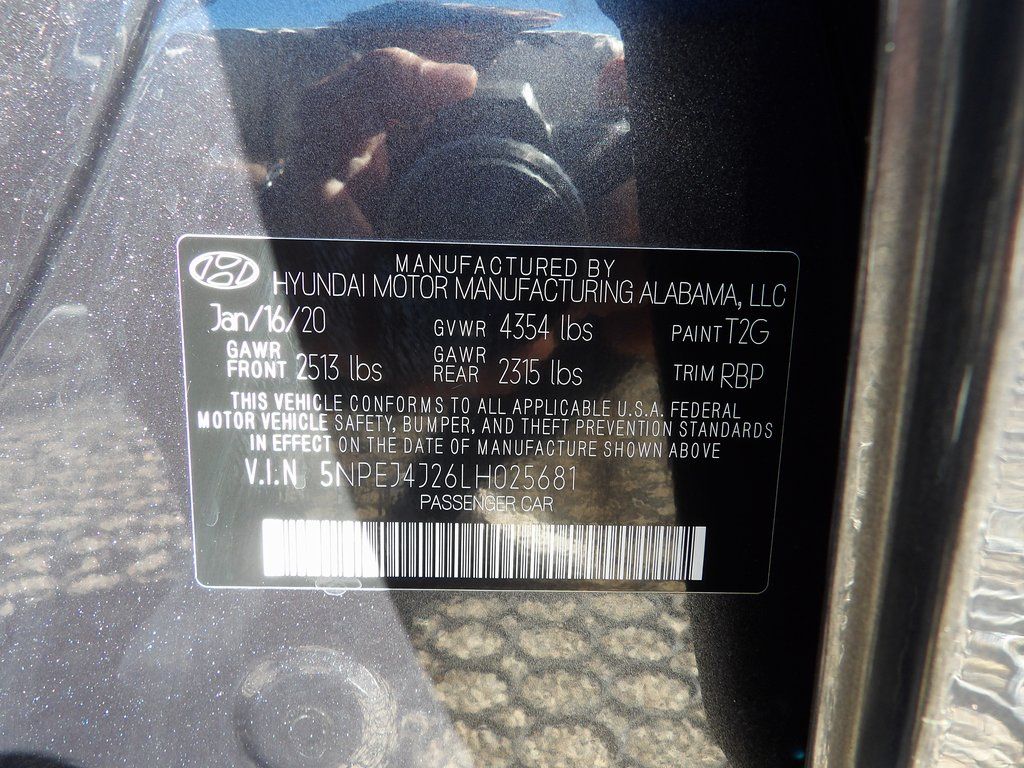 MANUFACTURED BY
HYUNDAI MOTOR MANUFACTURING ALABAMA, LLC
Jan/16/20 GVWR 4354 lbs PAINT T2G
GAWR FRONT 2513 lbs GAWR REAR 2315 lbs TRIM RBP
THIS VEHICLE CONFORMS TO ALL APPLICABLE U.S.A. FEDERAL
MOTOR VEHICLE SAFETY, BUMPER, AND THEFT PREVENTION STANDARDS
IN EFFECT ON THE DATE OF MANUFACTURE SHOWN ABOVE
V.I.N. 5NPEJ4J26LH025681
PASSENGER CAR